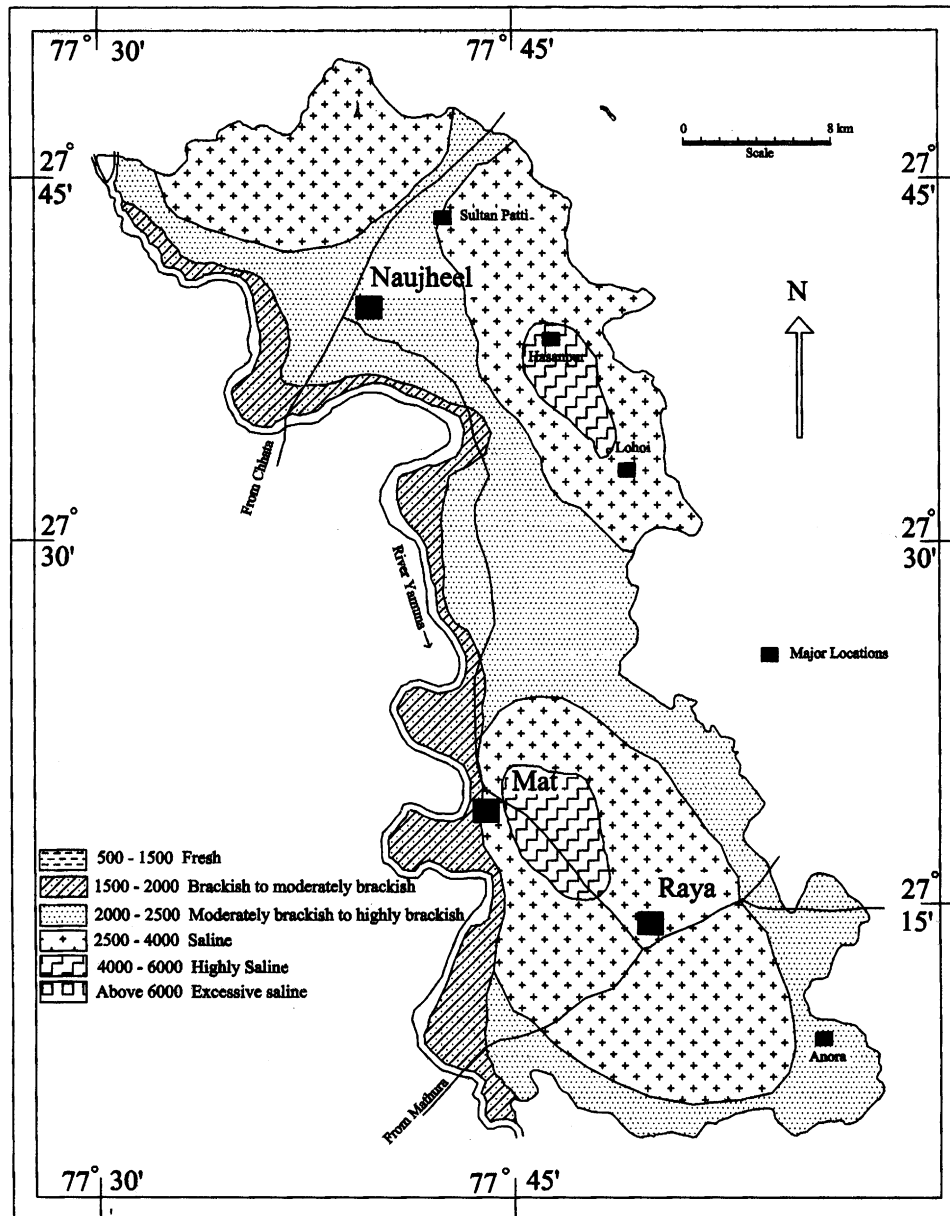 77° 30'
77° 45'
0 8 km
Scale
27° 45'
27° 45'
Sultan Patti
Naujheel
N
Hasanpur
Lohoi
From Chhata
27° 30'
27° 30'
River Yamuna →
Major Locations
Mat
500 - 1500 Fresh
1500 - 2000 Brackish to moderately brackish
2000 - 2500 Moderately brackish to highly brackish
2500 - 4000 Saline
4000 - 6000 Highly Saline
Above 6000 Excessive saline
Raya
27° 15'
Anora
From Mathura
77° 30'
77° 45'